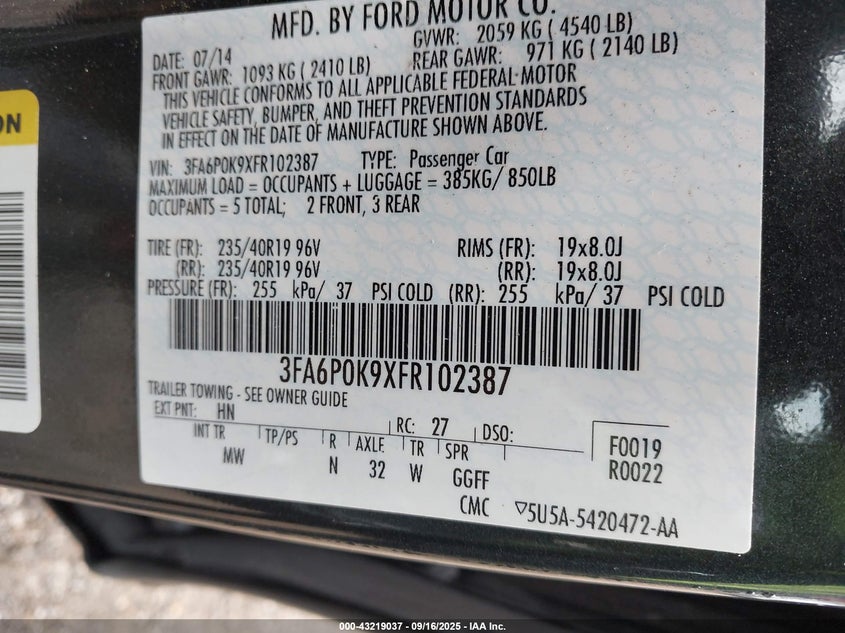 MFD. BY FORD MOTOR CO.
DATE: 07/14 GVWR: 2059 KG ( 4540 LB)
FRONT GAWR: 1093 KG ( 2410 LB) REAR GAWR: 971 KG ( 2140 LB)
THIS VEHICLE CONFORMS TO ALL APPLICABLE FEDERAL MOTOR
VEHICLE SAFETY, BUMPER, AND THEFT PREVENTION STANDARDS
IN EFFECT ON THE DATE OF MANUFACTURE SHOWN ABOVE.
VIN: 3FA6P0K9XFR102387 TYPE: Passenger Car
MAXIMUM LOAD = OCCUPANTS + LUGGAGE = 385KG/ 850LB
OCCUPANTS = 5 TOTAL; 2 FRONT, 3 REAR
TIRE (FR): 235/40R19 96V RIMS (FR): 19x8.0J
(RR): 235/40R19 96V (RR): 19x8.0J
PRESSURE (FR): 255 kPa/ 37 PSI COLD (RR): 255 kPa/ 37 PSI COLD
3FA6P0K9XFR102387
TRAILER TOWING - SEE OWNER GUIDE
EXT PNT: HN RC: 27 DSO:
INT TR TP/PS R AXLE TR SPR F0019
MW N 32 W GGFF R0022
CMC 5U5A-5420472-AA
ON
000-43219037 - 09/16/2025 - IAA Inc.